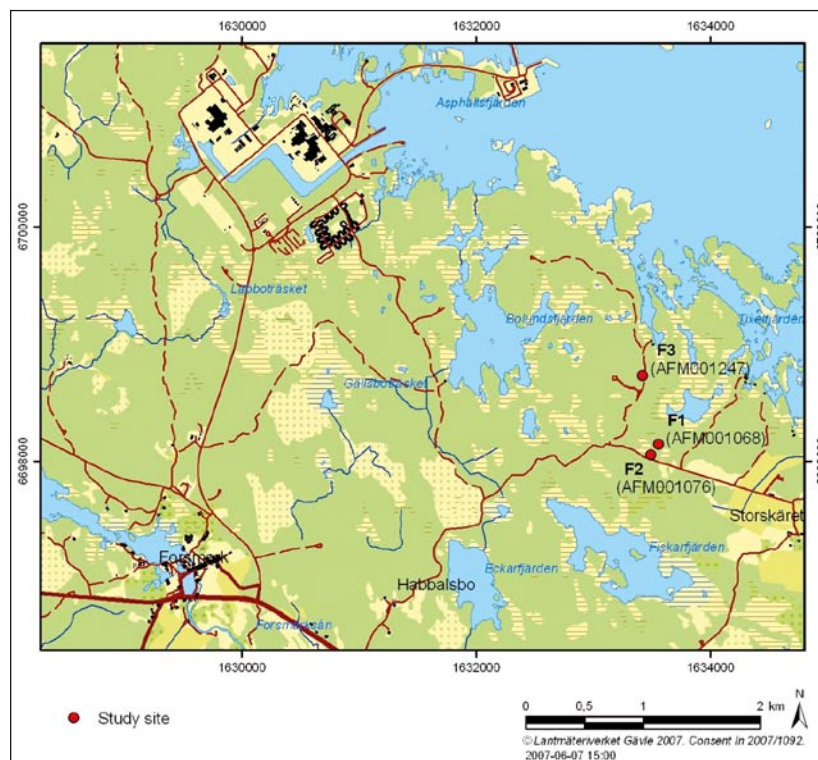 1630000 1632000 1634000
Asphällsfjärden
6700000
Labboträsket
Bolundsfjärden
Tixelfjärden
F3
(AFM001247)
Gällsboträsket
F1
(AFM001068)
6698000
F2
(AFM001076)
Storskäret
Forsmark
Fiskarfjärden
Eckarfjärden
Habbalsbo
Forsmarksån
1630000 1632000 1634000
Study site
0 0,5 1 2 km
N
© Lantmäteriverket Gävle 2007. Consent in 2007/1092.
2007-06-07 15:00